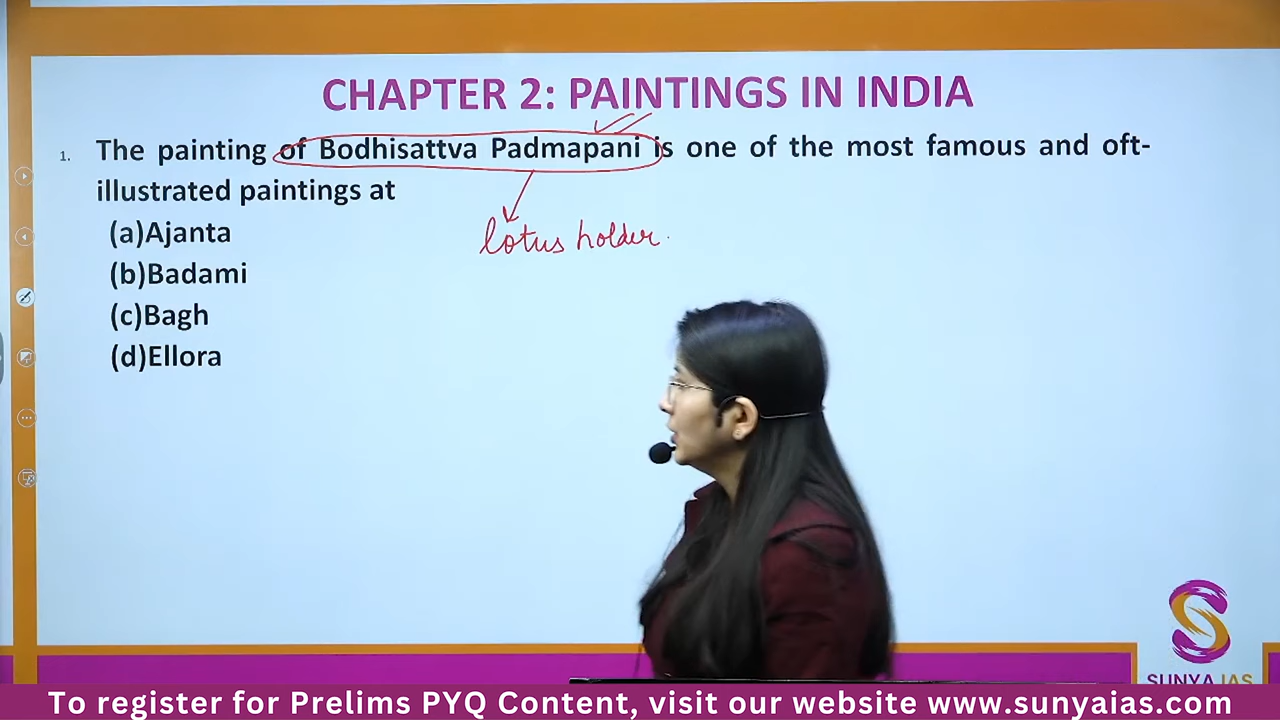 CHAPTER 2: PAINTINGS IN INDIA
1. The painting of Bodhisattva Padmapani is one of the most famous and oft-
illustrated paintings at
lotus holder.
(a)Ajanta
(b)Badami
(c)Bagh
(d)Ellora
SUNYA IAS
To register for Prelims PYQ Content, visit our website www.sunyaias.com